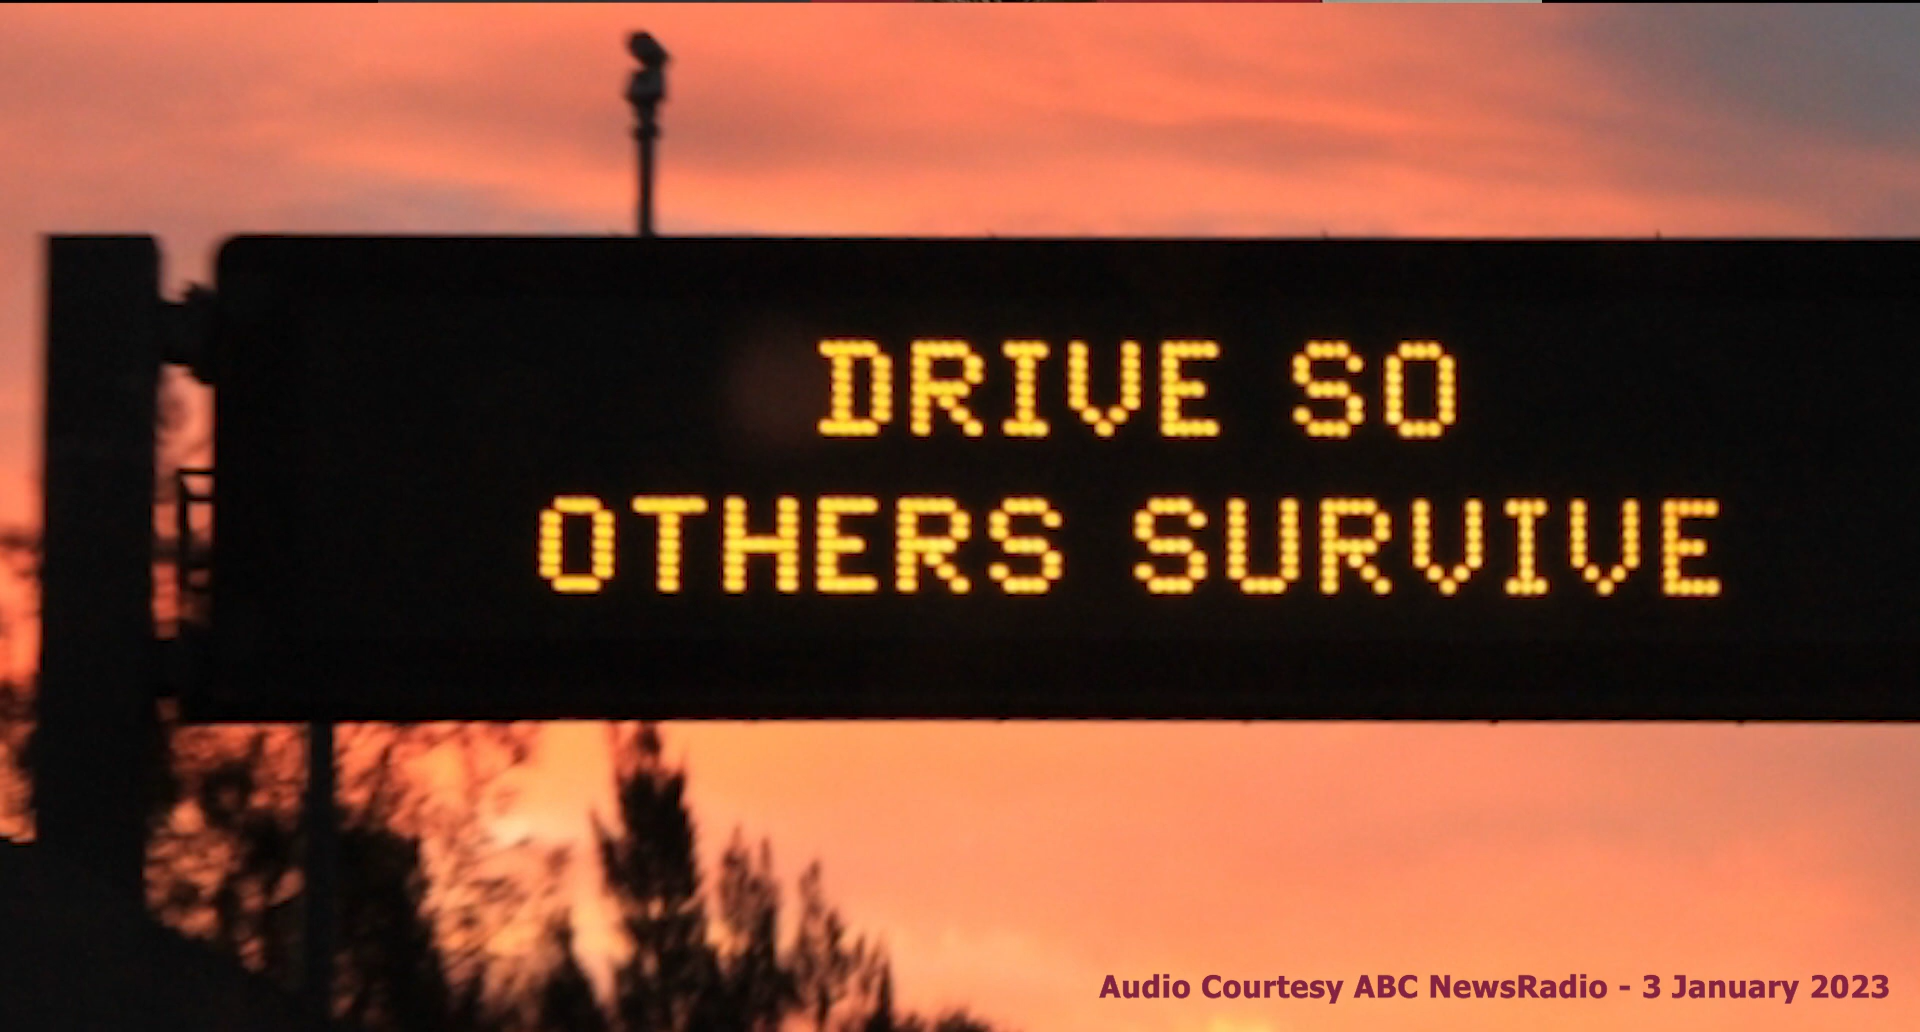 DRIVE SO
OTHERS SURVIVE
Audio Courtesy ABC NewsRadio - 3 January 2023